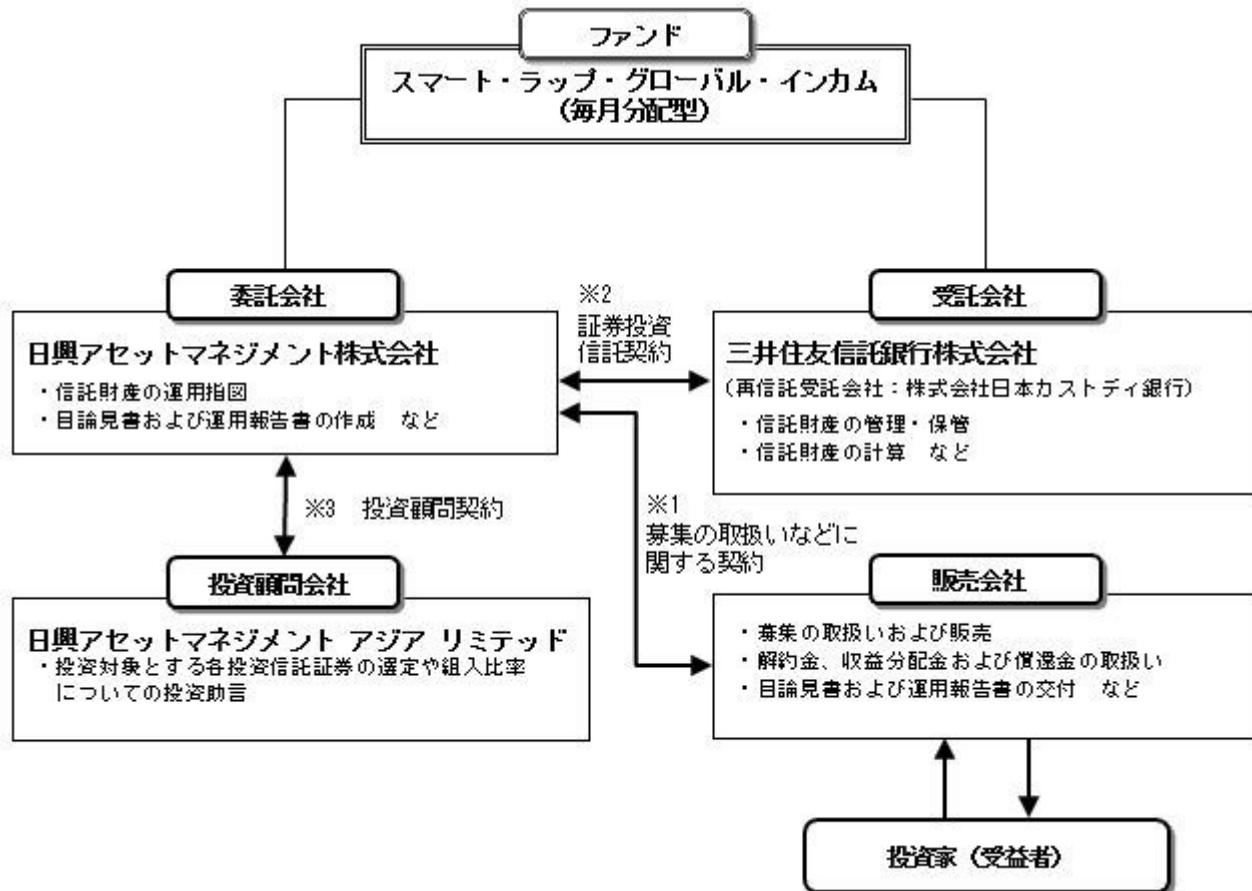 ファンド
スマート・ラップ・グローバル・インカム
(毎月分配型)
委託会社
日興アセットマネジメント株式会社
・信託財産の運用指図
・目論見書および運用報告書の作成　など
※2
証券投資
信託契約
受託会社
三井住友信託銀行株式会社
(再信託受託会社：株式会社日本カストディ銀行)
・信託財産の管理・保管
・信託財産の計算　など
※3　投資顧問契約
※1
募集の取扱いなどに
関する契約
投資顧問会社
日興アセットマネジメント アジア リミテッド
・投資対象とする各投資信託証券の選定や組入比率
についての投資助言
販売会社
・募集の取扱いおよび販売
・解約金、収益分配金および償還金の取扱い
・目論見書および運用報告書の交付　など
投資家（受益者）